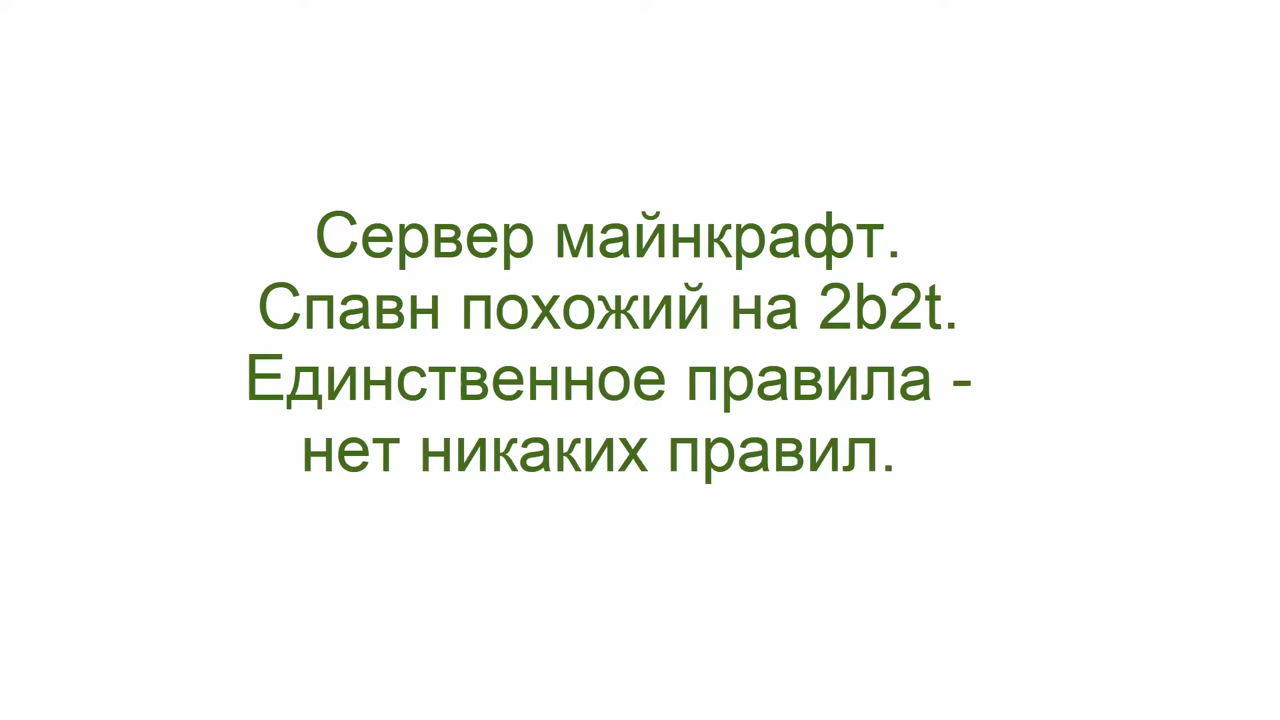 Сервер майнкрафт.
Спавн похожий на 2b2t.
Единственное правила -
нет никаких правил.